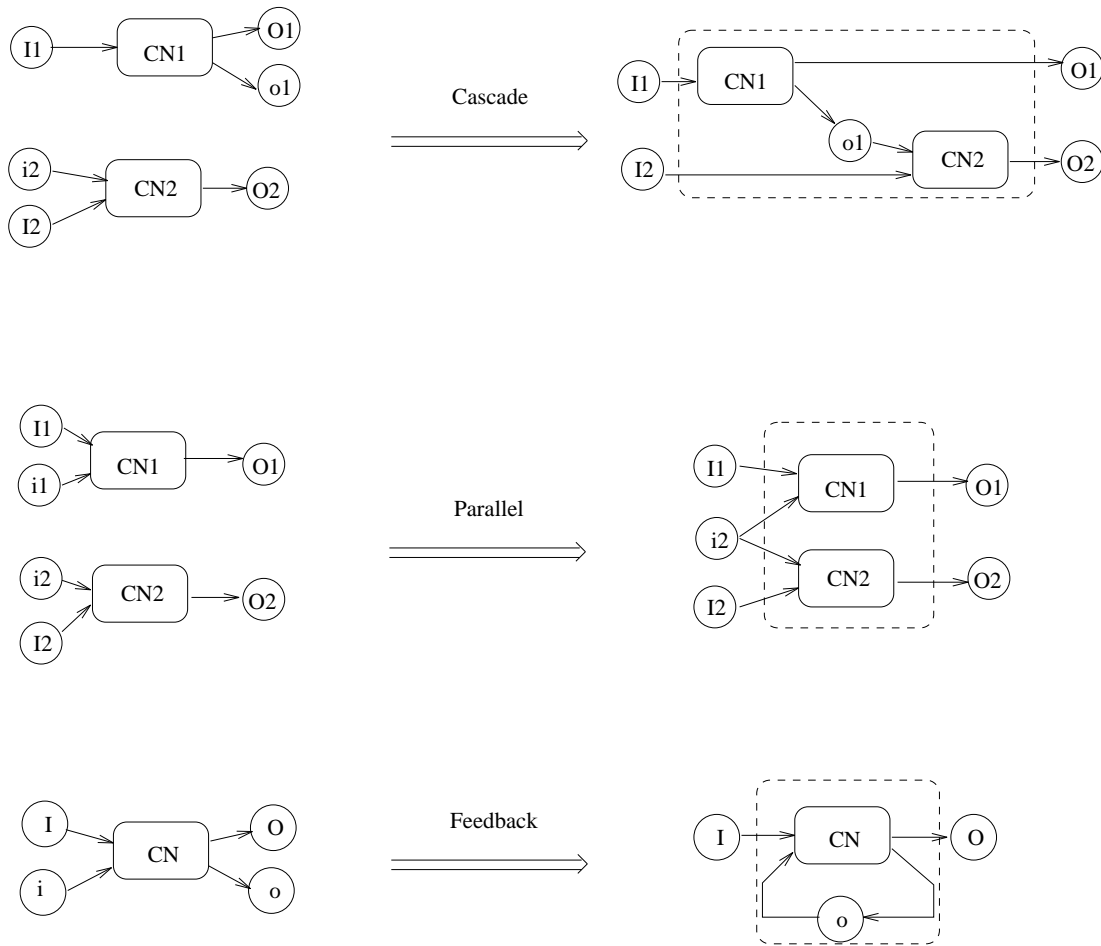 I1
CN1
O1
o1
i2
I2
CN2
O2
Cascade
I1
I2
CN1
o1
CN2
O1
O2
I1
i1
CN1
O1
i2
I2
CN2
O2
Parallel
I1
i2
I2
CN1
CN2
O1
O2
I
i
CN
O
o
Feedback
I
CN
O
o